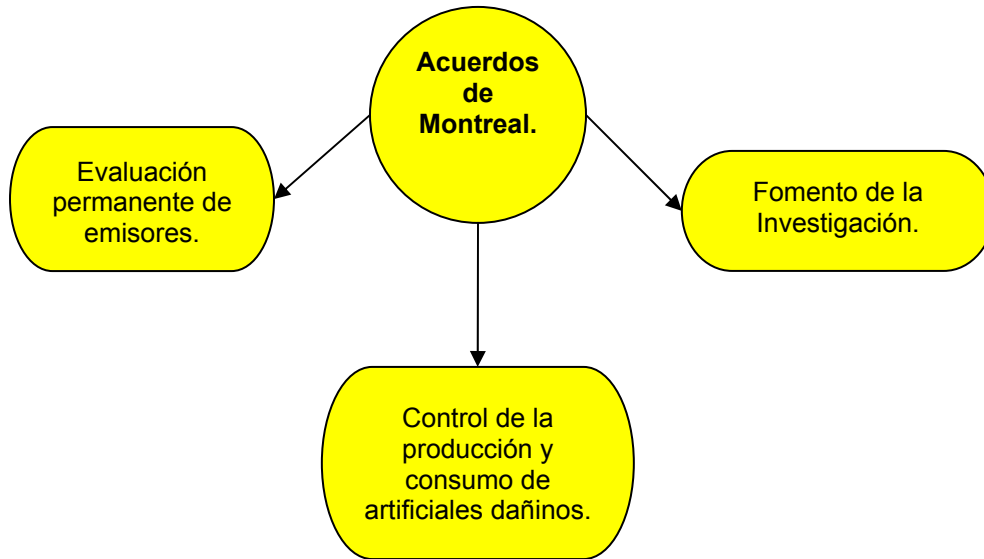 Acuerdos
de
Montreal.
Evaluación
permanente de
emisores.
Fomento de la
Investigación.
Control de la
producción y
consumo de
artificiales dañinos.